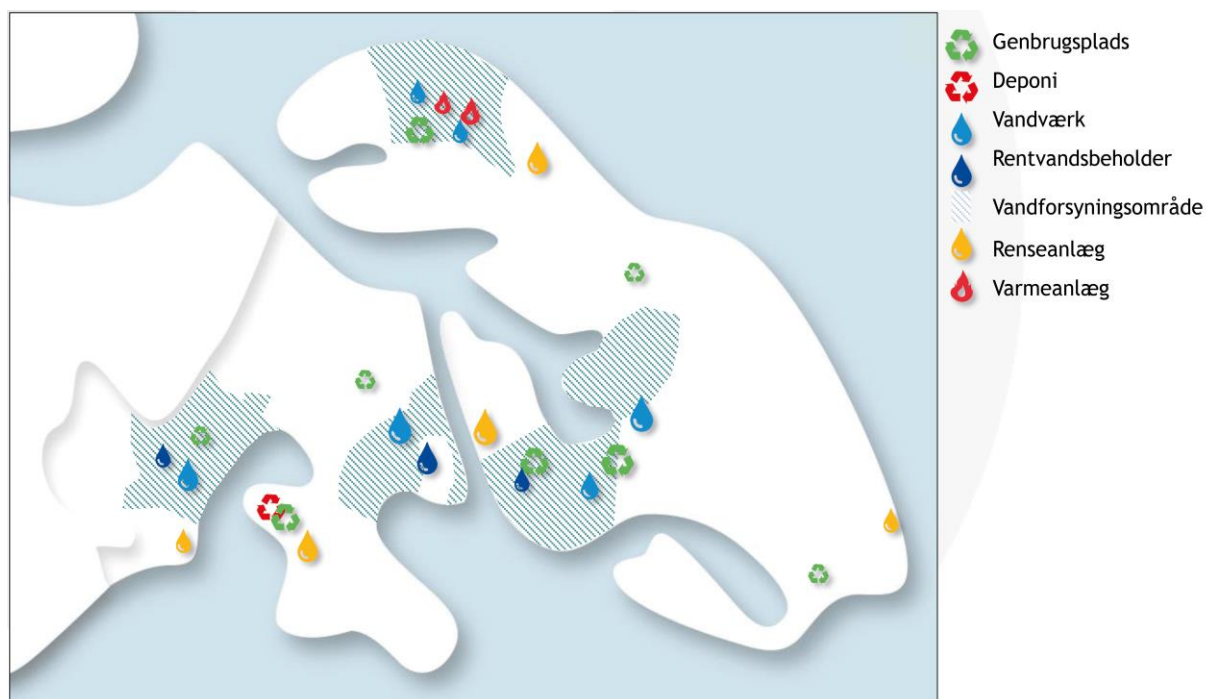 Genbrugsplads
Deponi
Vandværk
Rentvandsbeholder
Vandforsyningsområde
Renseanlæg
Varmeanlæg